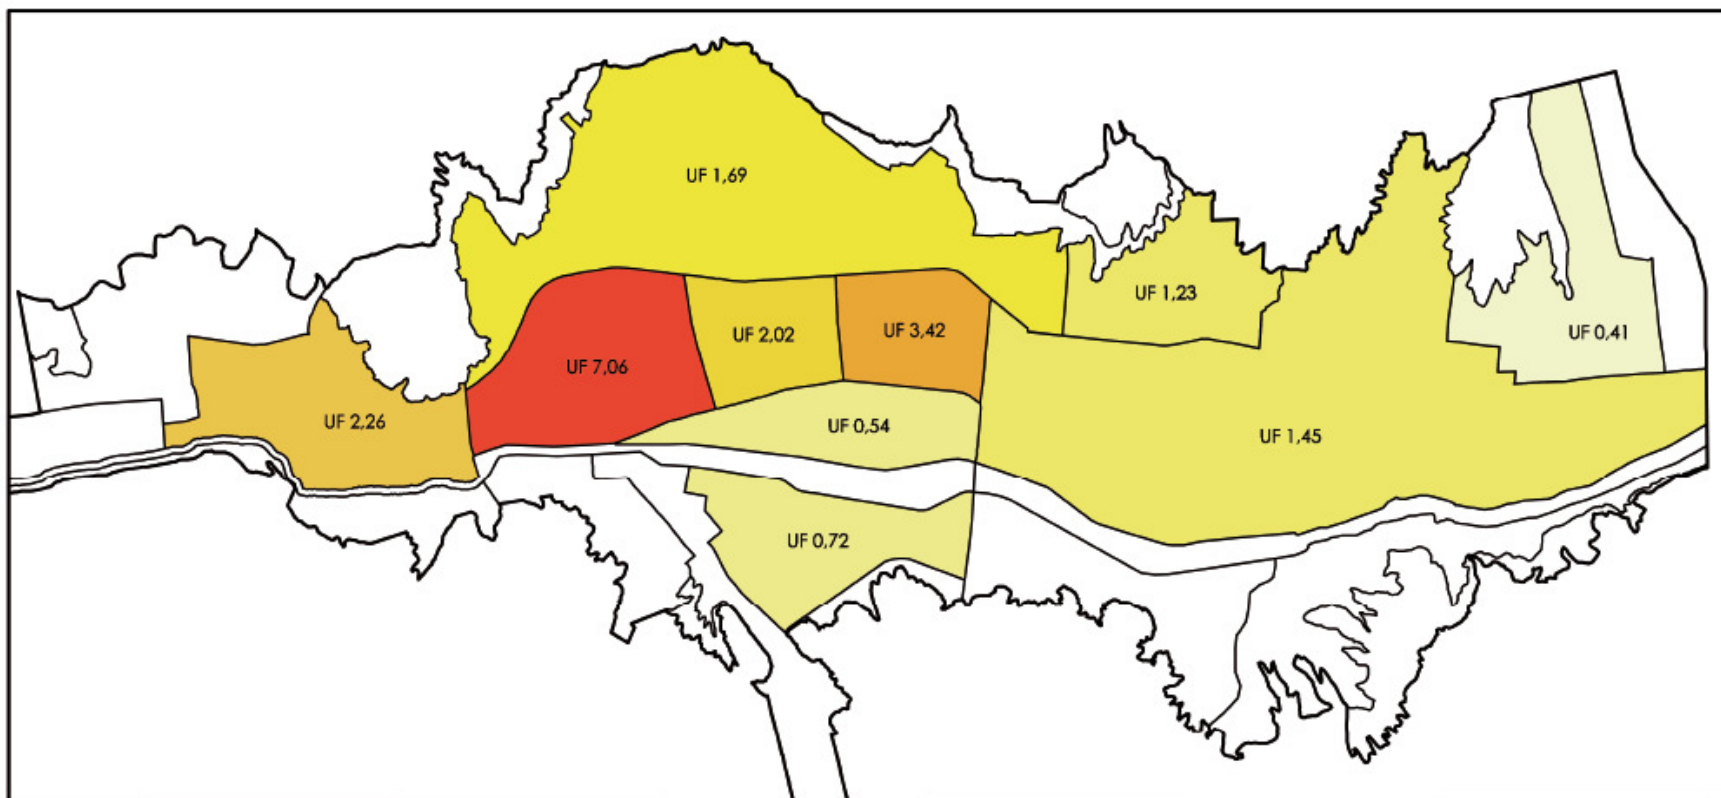 UF 1,69
UF 1,23
UF 2,02
UF 3,42
UF 0,41
UF 7,06
UF 2,26
UF 0,54
UF 1,45
UF 0,72